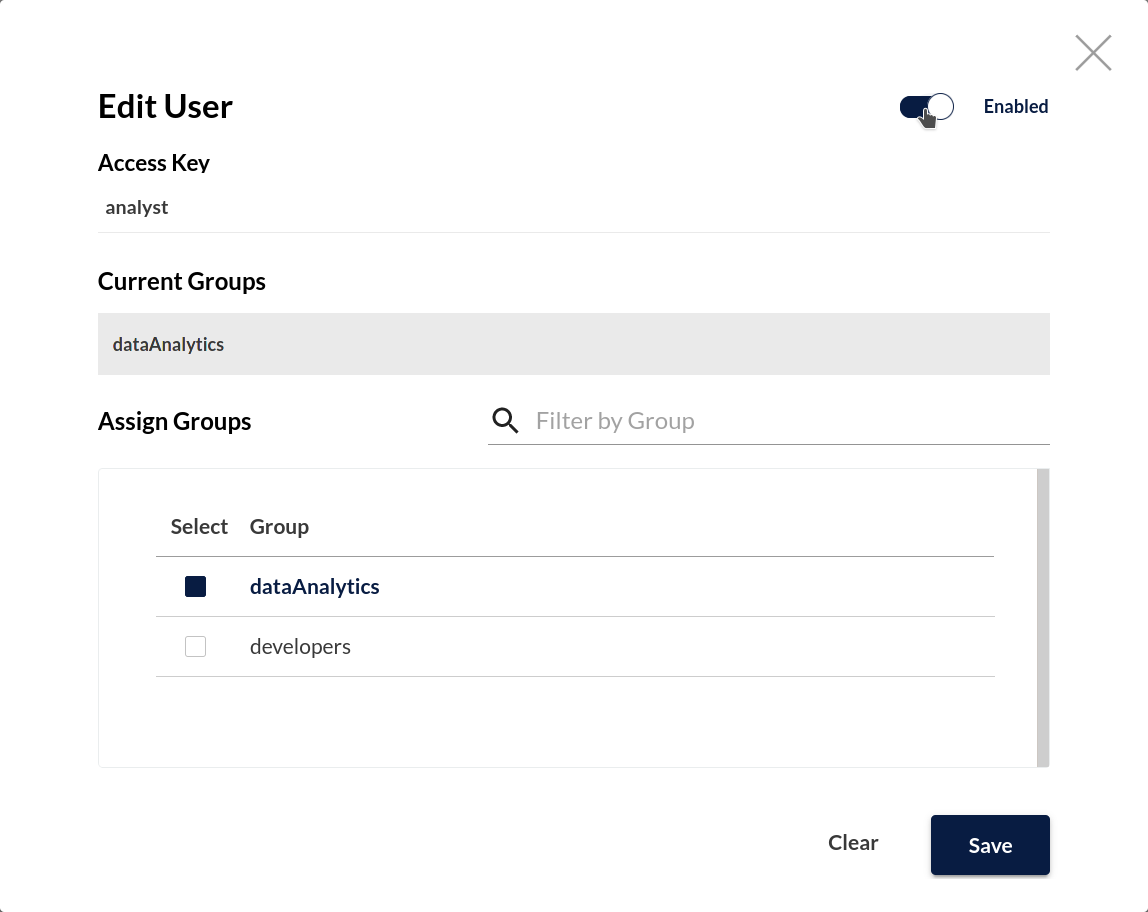 Edit User
Enabled
Access Key
analyst
Current Groups
dataAnalytics
Assign Groups
Filter by Group
Select Group
dataAnalytics
developers
Clear
Save